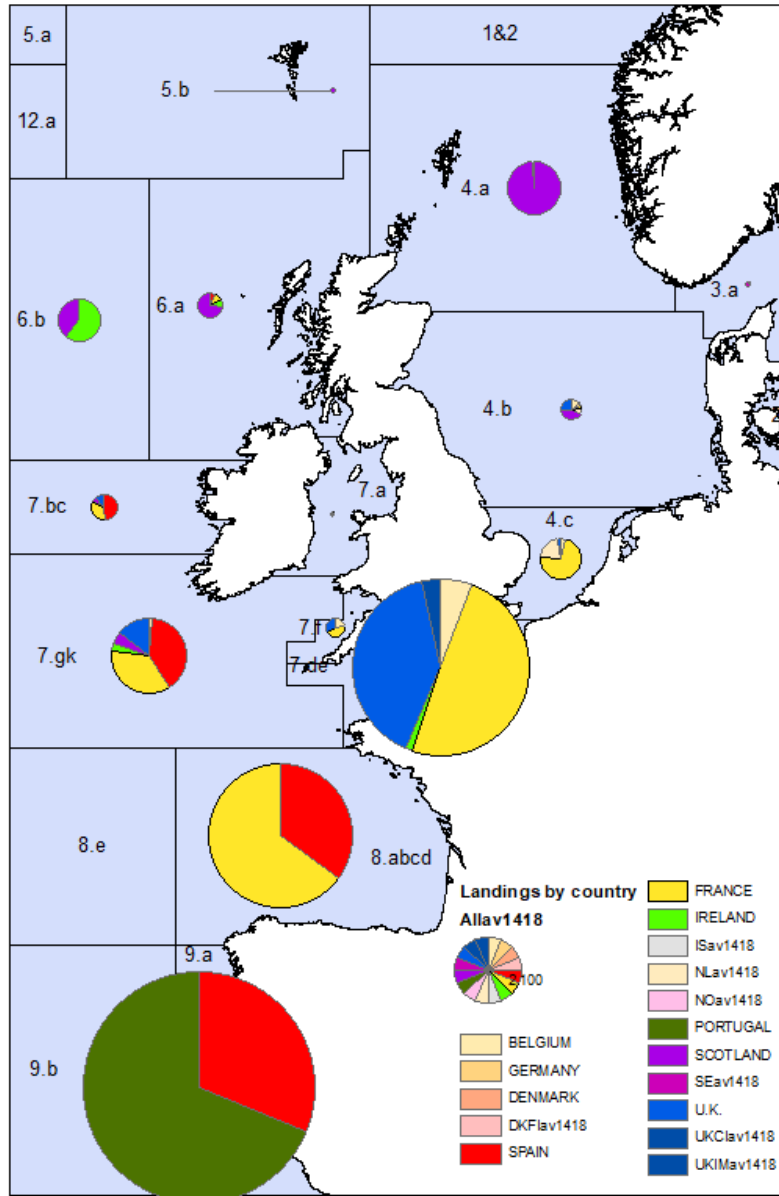 5.a
1&2
5.b
12.a
4.a
3.a
6.b
6.a
4.b
7.bc
7.a
4.c
7.f
7.gk
7.de
8.e
8.abcd
9.a
9.b
Landings by country
Allav1418
2,100
BELGIUM
GERMANY
DENMARK
DKFIav1418
SPAIN
FRANCE
IRELAND
ISav1418
NLav1418
NOav1418
PORTUGAL
SCOTLAND
SEav1418
U.K.
UKCIav1418
UKIMav1418